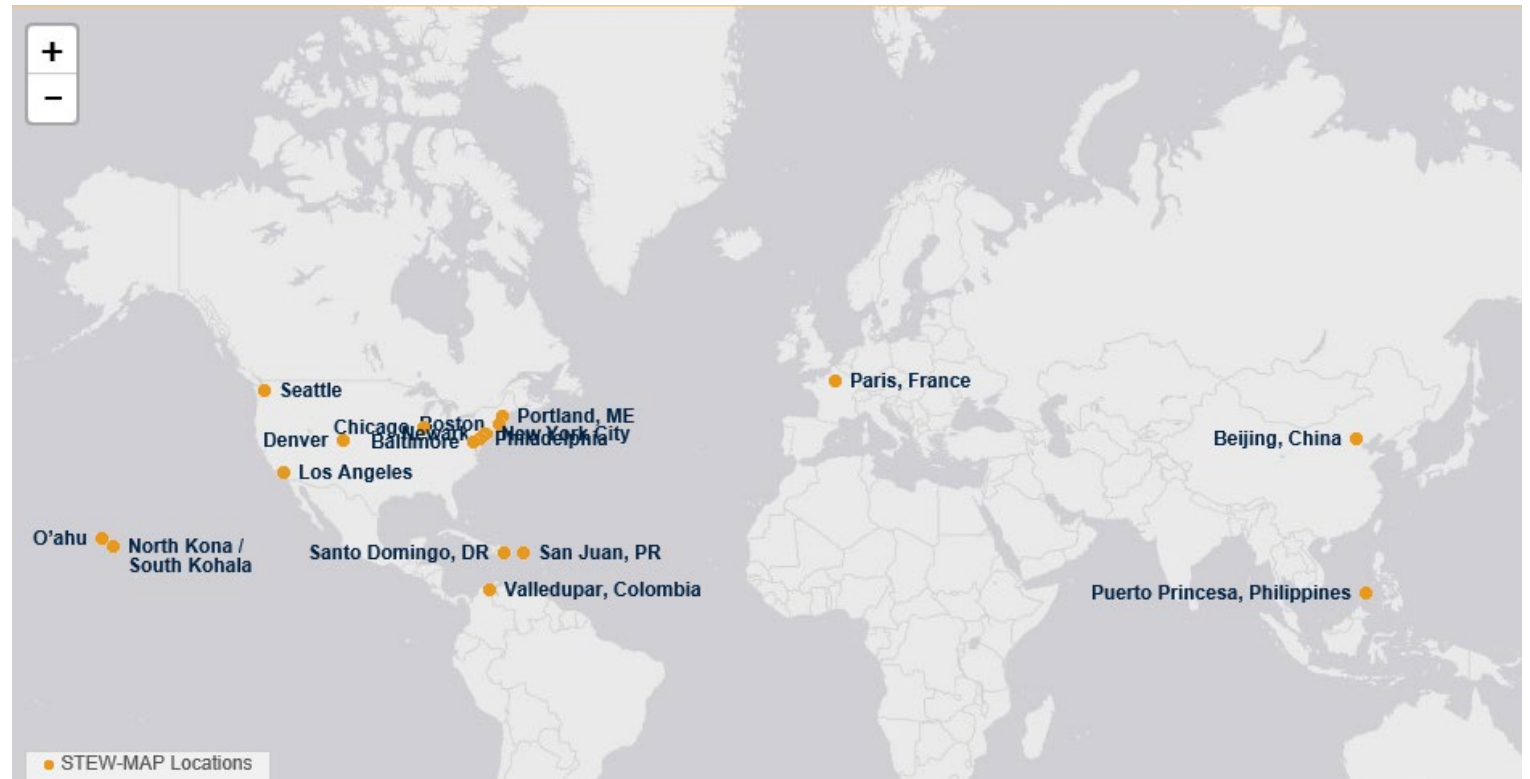 +
−
Seattle
Portland, ME
Boston
Chicago
Newark
New York City
Denver
Baltimore
Philadelphia
Los Angeles
Paris, France
Beijing, China
O'ahu
North Kona /
South Kohala
Santo Domingo, DR
San Juan, PR
Valledupar, Colombia
Puerto Princesa, Philippines
STEW-MAP Locations